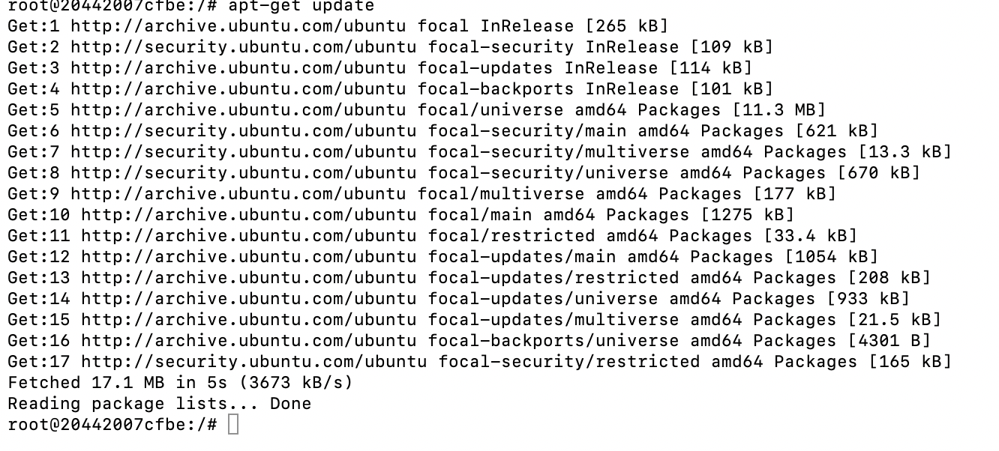 root@20442007cfbe:/# apt-get update
Get:1 http://archive.ubuntu.com/ubuntu focal InRelease [265 kB]
Get:2 http://security.ubuntu.com/ubuntu focal-security InRelease [109 kB]
Get:3 http://archive.ubuntu.com/ubuntu focal-updates InRelease [114 kB]
Get:4 http://archive.ubuntu.com/ubuntu focal-backports InRelease [101 kB]
Get:5 http://archive.ubuntu.com/ubuntu focal/universe amd64 Packages [11.3 MB]
Get:6 http://security.ubuntu.com/ubuntu focal-security/main amd64 Packages [621 kB]
Get:7 http://security.ubuntu.com/ubuntu focal-security/multiverse amd64 Packages [13.3 kB]
Get:8 http://security.ubuntu.com/ubuntu focal-security/universe amd64 Packages [670 kB]
Get:9 http://archive.ubuntu.com/ubuntu focal/multiverse amd64 Packages [177 kB]
Get:10 http://archive.ubuntu.com/ubuntu focal/main amd64 Packages [1275 kB]
Get:11 http://archive.ubuntu.com/ubuntu focal/restricted amd64 Packages [33.4 kB]
Get:12 http://archive.ubuntu.com/ubuntu focal-updates/main amd64 Packages [1054 kB]
Get:13 http://archive.ubuntu.com/ubuntu focal-updates/restricted amd64 Packages [208 kB]
Get:14 http://archive.ubuntu.com/ubuntu focal-updates/universe amd64 Packages [933 kB]
Get:15 http://archive.ubuntu.com/ubuntu focal-updates/multiverse amd64 Packages [21.5 kB]
Get:16 http://archive.ubuntu.com/ubuntu focal-backports/universe amd64 Packages [4301 B]
Get:17 http://security.ubuntu.com/ubuntu focal-security/restricted amd64 Packages [165 kB]
Fetched 17.1 MB in 5s (3673 kB/s)
Reading package lists... Done
root@20442007cfbe:/#